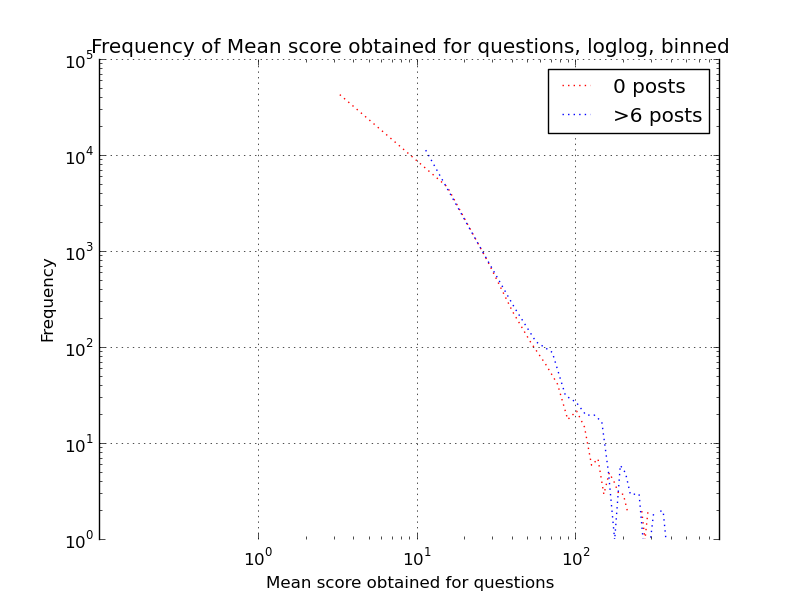 Frequency of Mean score obtained for questions, loglog, binned
0 posts
>6 posts
10^5
10^4
10^3
10^2
10^1
10^0
Frequency
10^0 10^1 10^2
Mean score obtained for questions